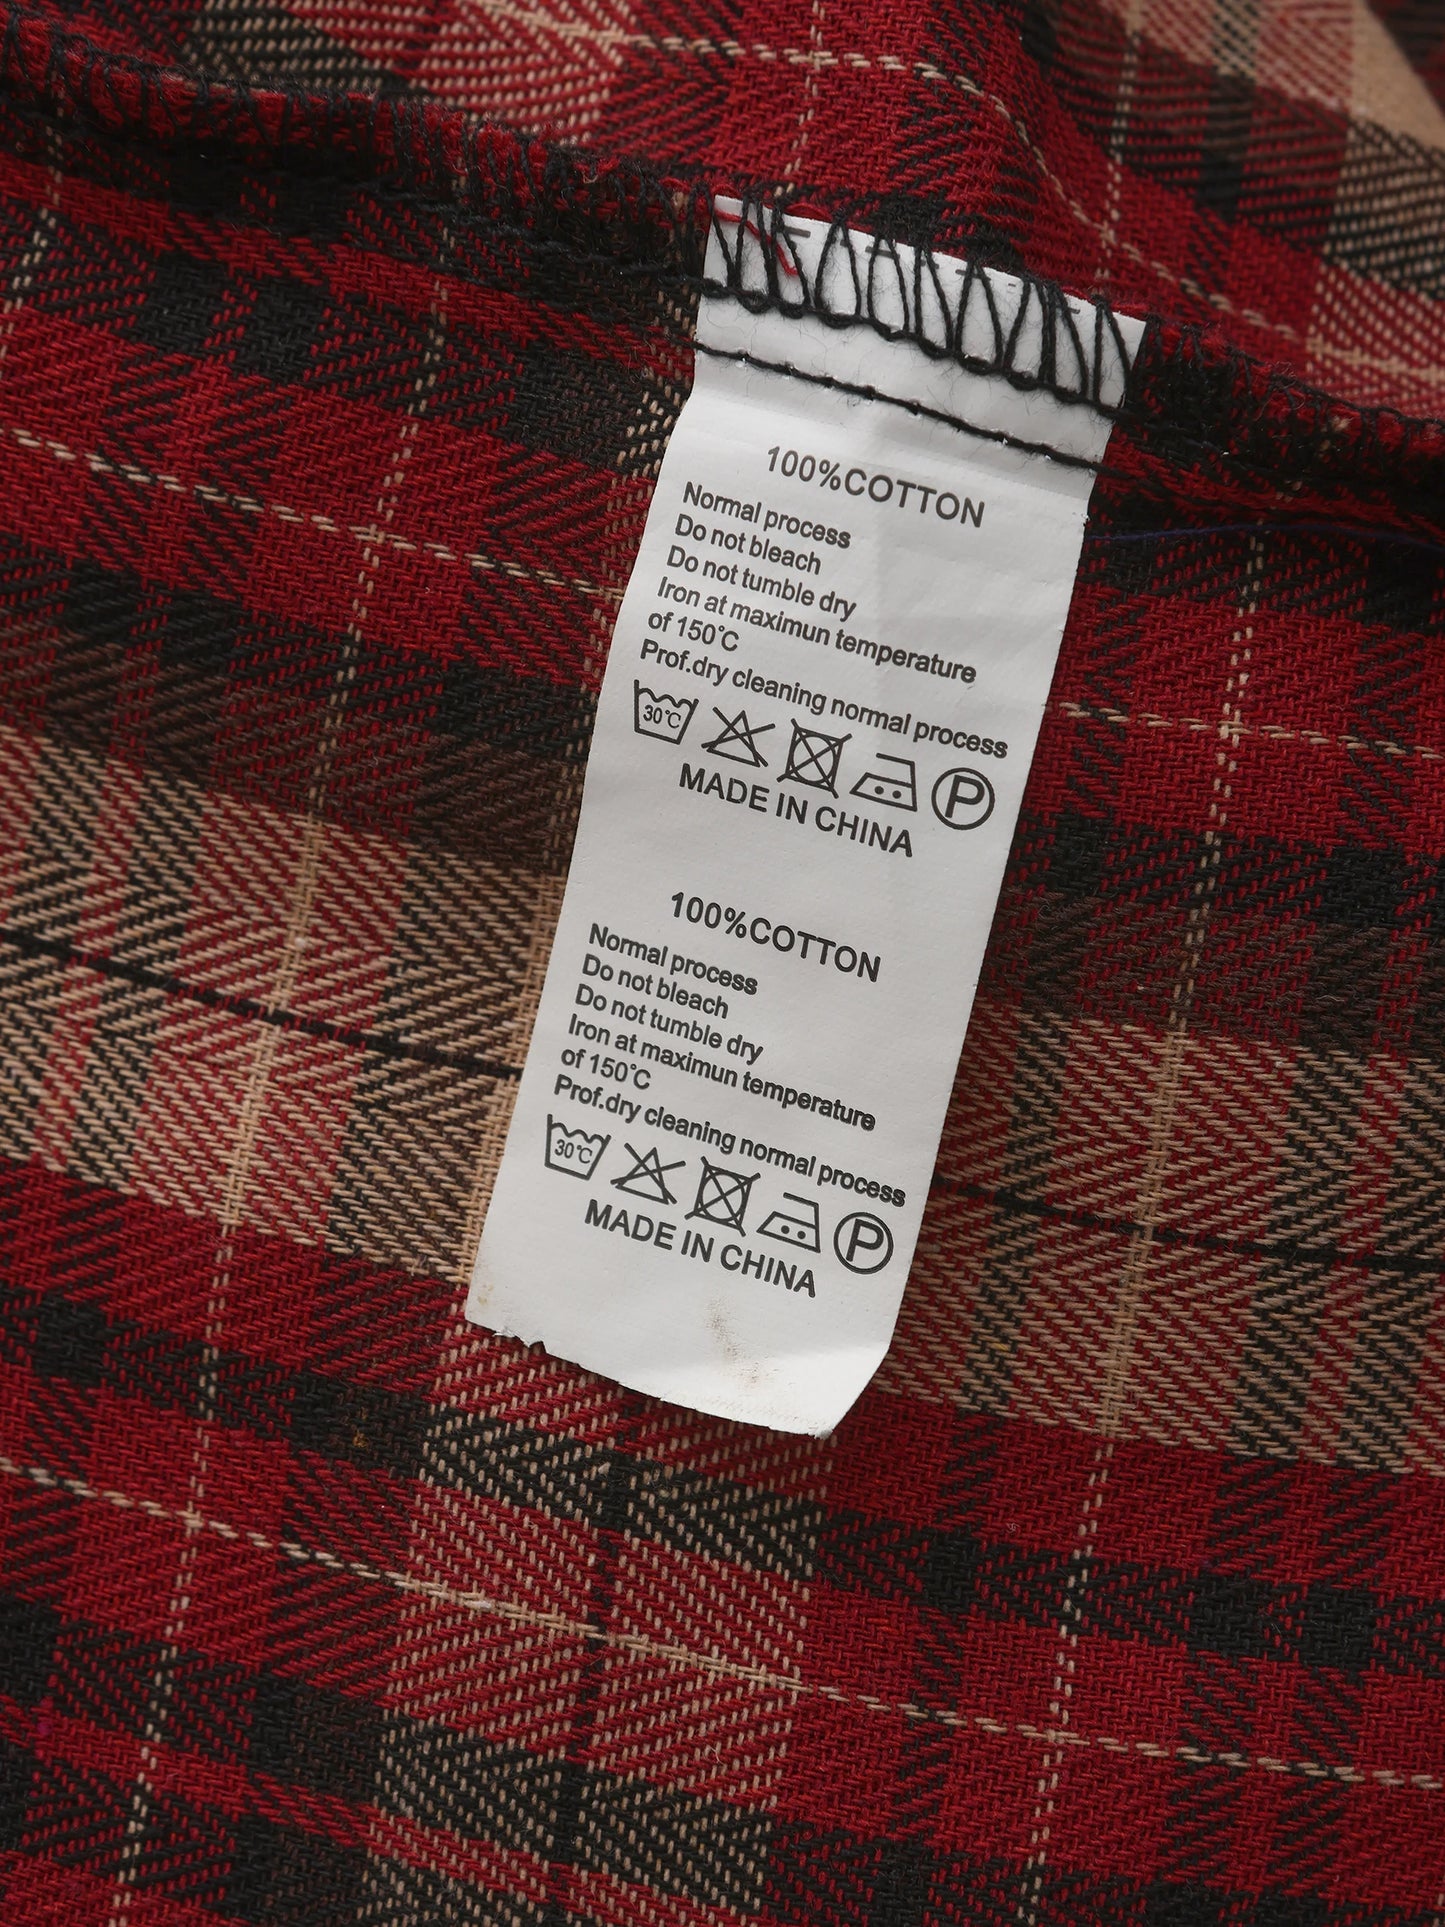 100%COTTON
Normal process
Do not bleach
Do not tumble dry
Iron at maximun temperature
of 150°C
Prof.dry cleaning normal process
30°C P
MADE IN CHINA
100%COTTON
Normal process
Do not bleach
Do not tumble dry
Iron at maximun temperature
of 150°C
Prof.dry cleaning normal process
30°C P
MADE IN CHINA